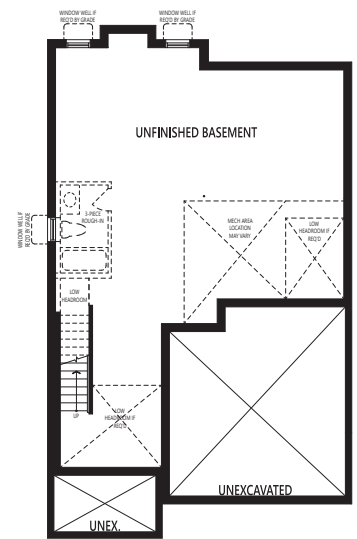 WINDOW WELL IF
REQ'D BY GRADE
WINDOW WELL IF
REQ'D BY GRADE
UNFINISHED BASEMENT
3-PIECE
ROUGH-IN
WINDOW WELL IF
REQ'D BY GRADE
MECH AREA
LOCATION
MAY VARY
LOW
HEADROOM IF
REQ'D
LOW
HEADROOM
UP
LOW
HEADROOM IF
REQ'D
UNEXCAVATED
UNEX.